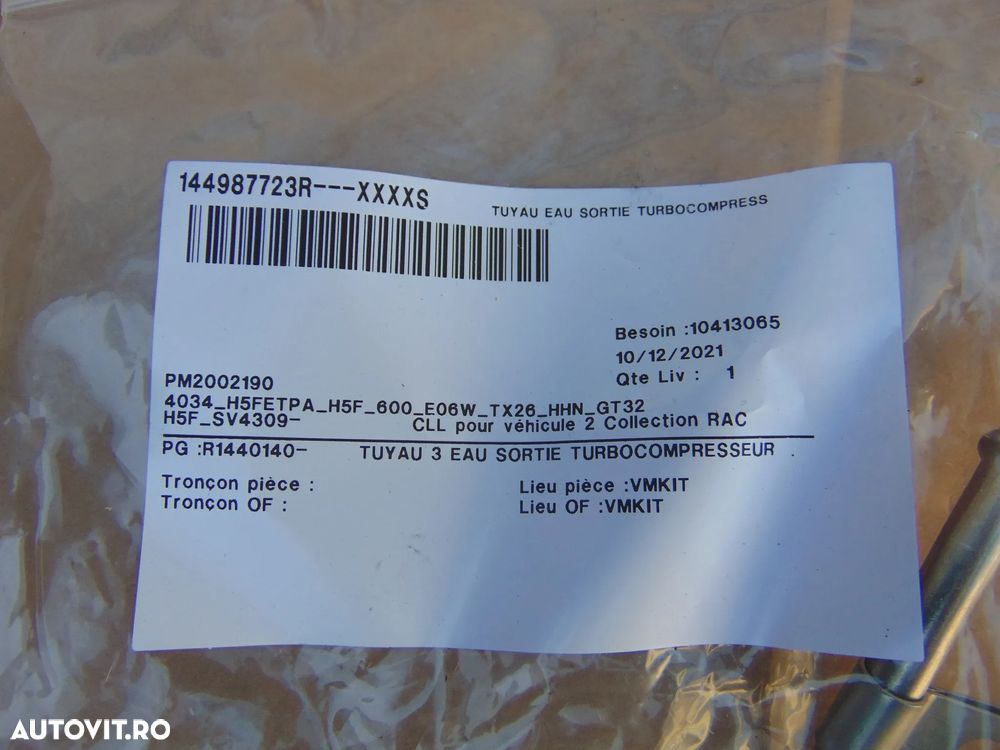 144987723R---XXXXS
TUYAU EAU SORTIE TURBOCOMPRESS
Besoin :10413065
10/12/2021
Qte Liv : 1
PM2002190
4034_H5FETPA_H5F_600_E06W_TX26_HHN_GT32
H5F_SV4309- CLL pour véhicule 2 Collection RAC
PG :R1440140- TUYAU 3 EAU SORTIE TURBOCOMPRESSEUR .
Tronçon pièce : Lieu pièce :VMKIT
Tronçon OF : Lieu OF :VMKIT
AUTOVIT.RO